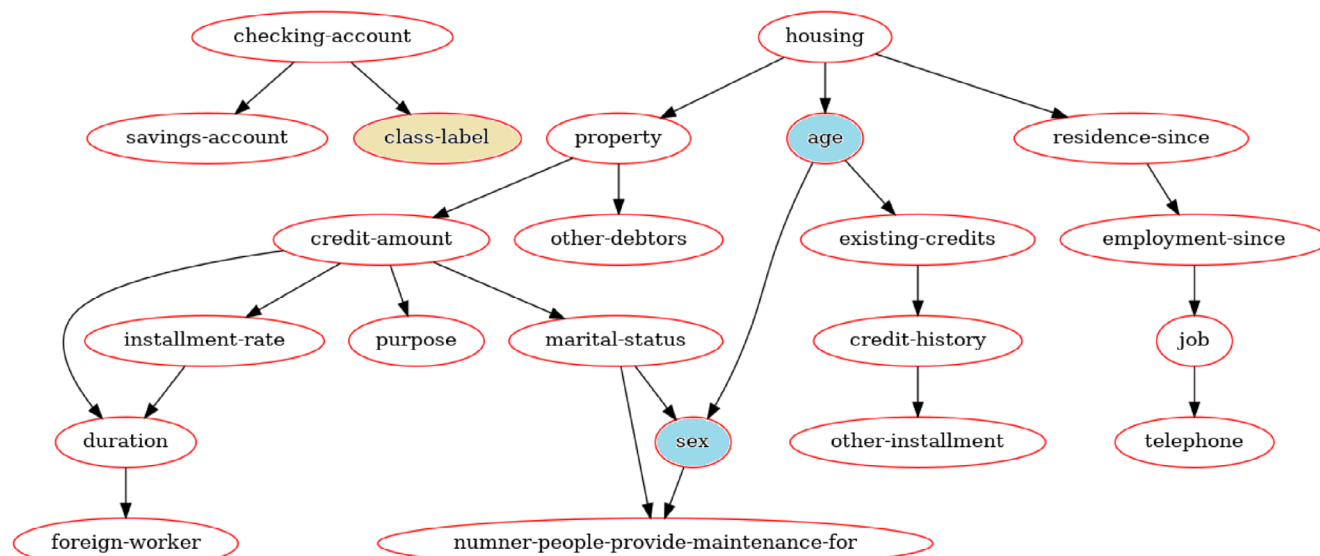 checking-account
housing
savings-account
class-label
property
age
residence-since
credit-amount
other-debtors
existing-credits
employment-since
installment-rate
purpose
marital-status
credit-history
job
duration
sex
other-installment
telephone
foreign-worker
numner-people-provide-maintenance-for